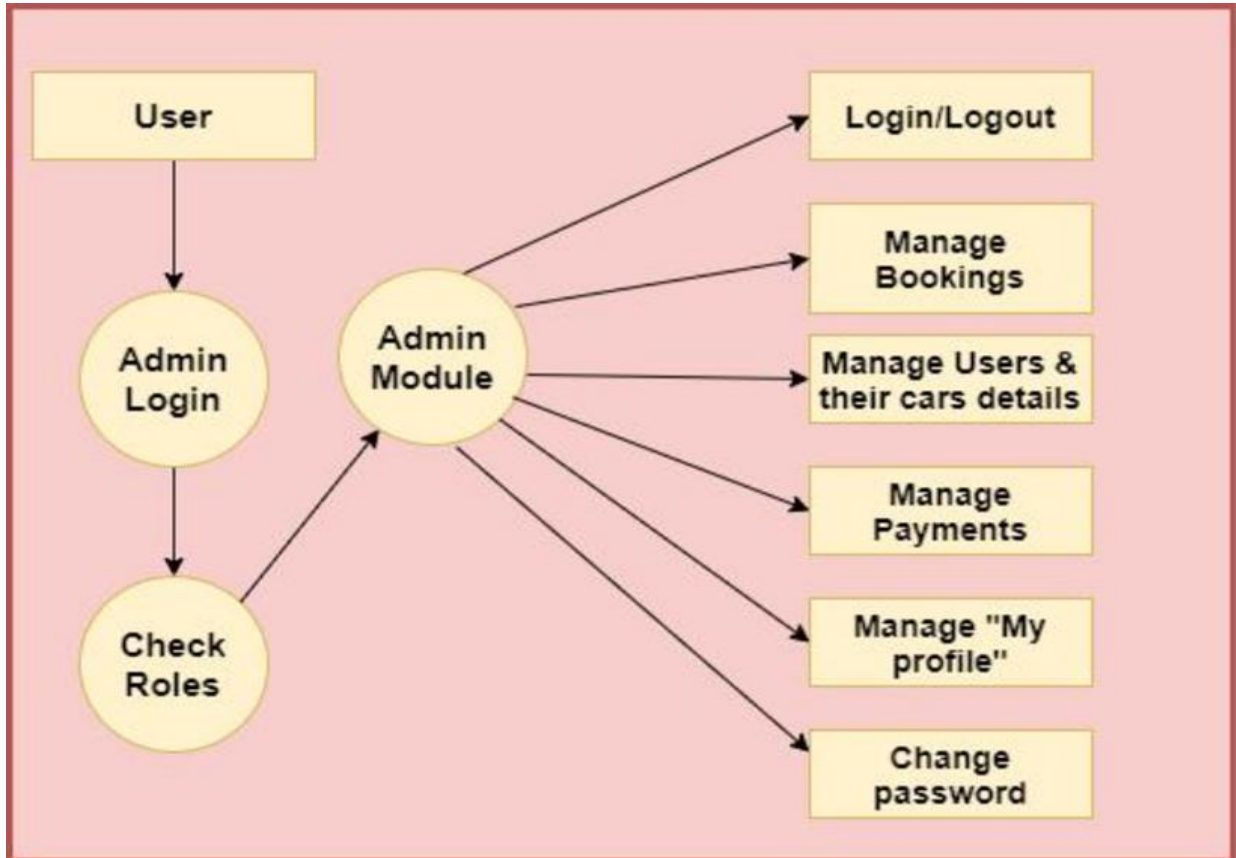 User
Admin
Login
Check
Roles
Admin
Module
Login/Logout
Manage
Bookings
Manage Users &
their cars details
Manage
Payments
Manage "My
profile"
Change
password